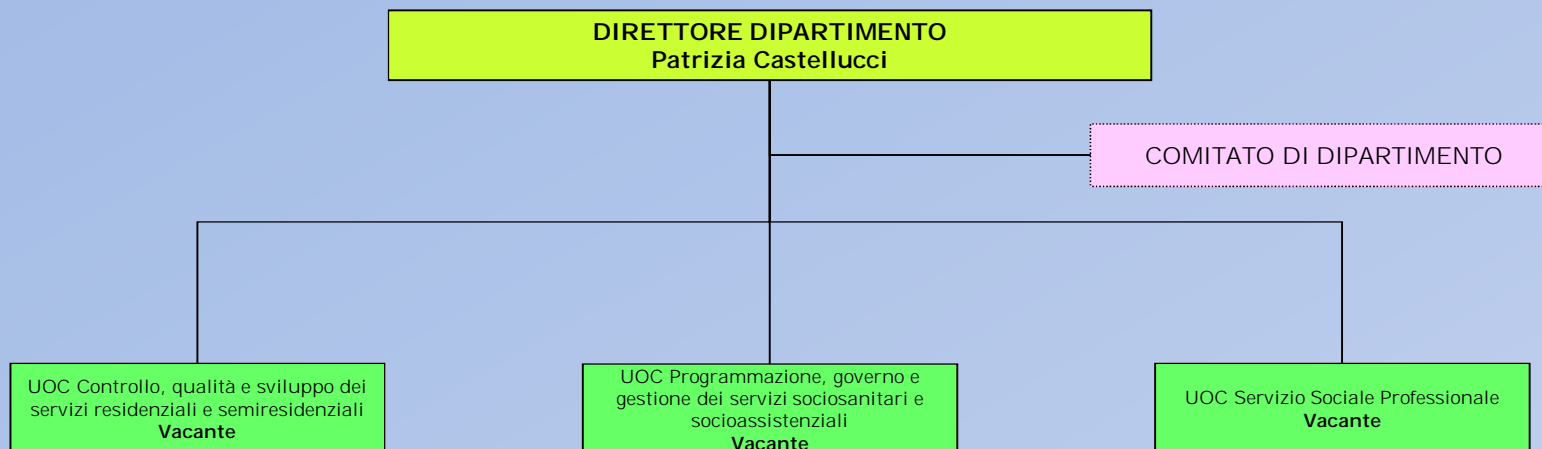 DIRETTORE DIPARTIMENTO
Patrizia Castellucci
COMITATO DI DIPARTIMENTO
UOC Controllo, qualità e sviluppo dei
servizi residenziali e semiresidenziali
Vacante
UOC Programmazione, governo e
gestione dei servizi sociosanitari e
socioassistenziali
Vacante
UOC Servizio Sociale Professionale
Vacante